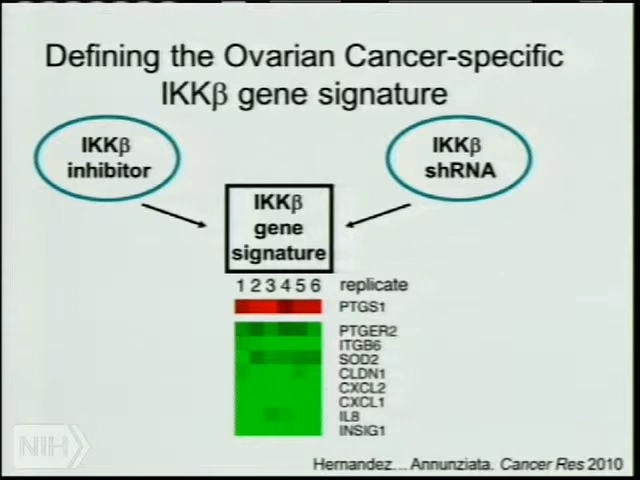 Defining the Ovarian Cancer-specific
IKKβ gene signature
IKKβ
inhibitor
IKKβ
shRNA
IKKβ
gene
signature
1 2 3 4 5 6 replicate
PTGS1
PTGER2
ITGB6
SOD2
CLDN1
CXCL2
CXCL1
IL8
INSIG1
NIH
Hernandez... Annunziata. Cancer Res 2010